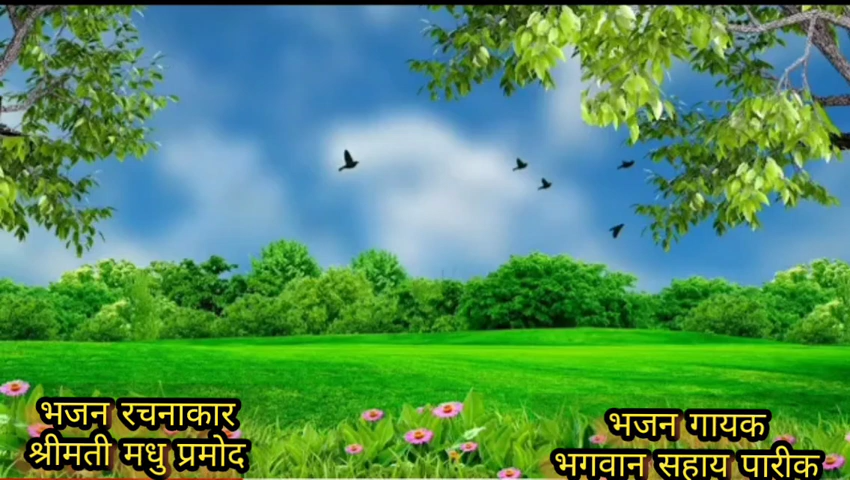 भजन रचनाकार
श्रीमती मधु प्रमोद
भजन गायक
भगवान सहाय पारीक